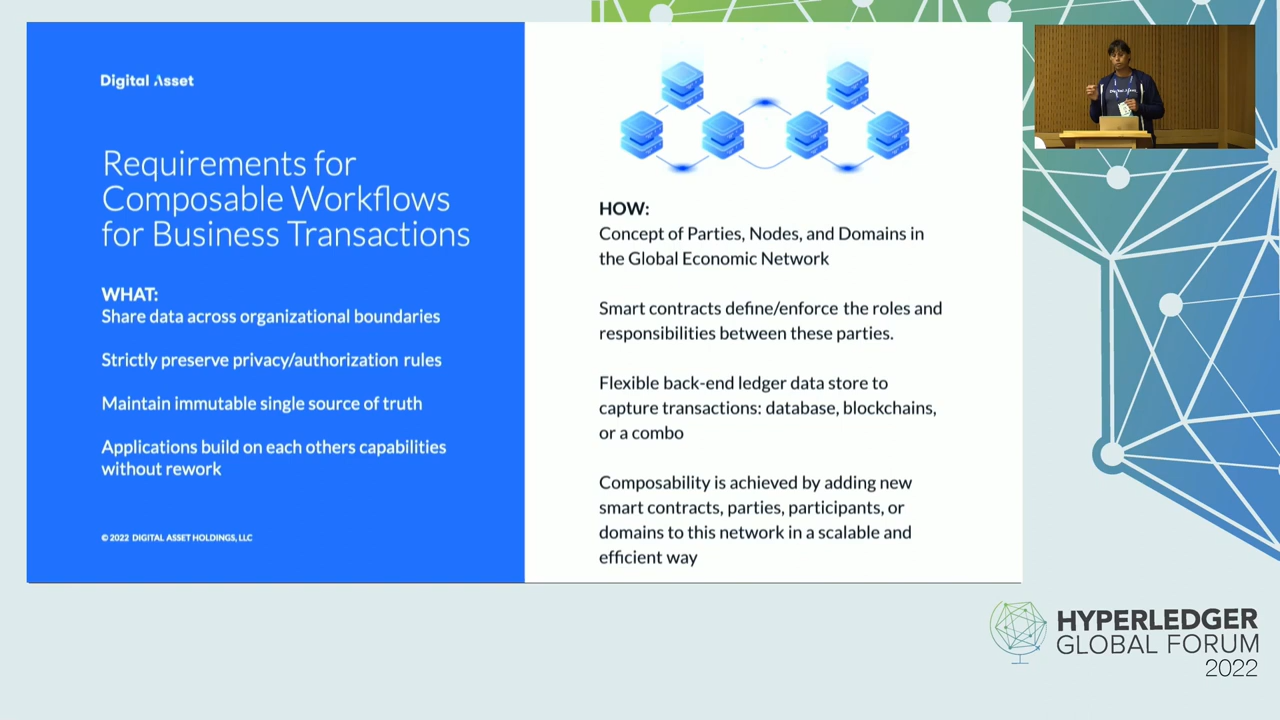 Digital Asset
Requirements for
Composable Workflows
for Business Transactions
WHAT:
Share data across organizational boundaries
Strictly preserve privacy/authorization rules
Maintain immutable single source of truth
Applications build on each others capabilities
without rework
© 2022 DIGITAL ASSET HOLDINGS, LLC
HOW:
Concept of Parties, Nodes, and Domains in
the Global Economic Network
Smart contracts define/enforce the roles and
responsibilities between these parties.
Flexible back-end ledger data store to
capture transactions: database, blockchains,
or a combo
Composability is achieved by adding new
smart contracts, parties, participants, or
domains to this network in a scalable and
efficient way
HYPERLEDGER
GLOBAL FORUM
2022